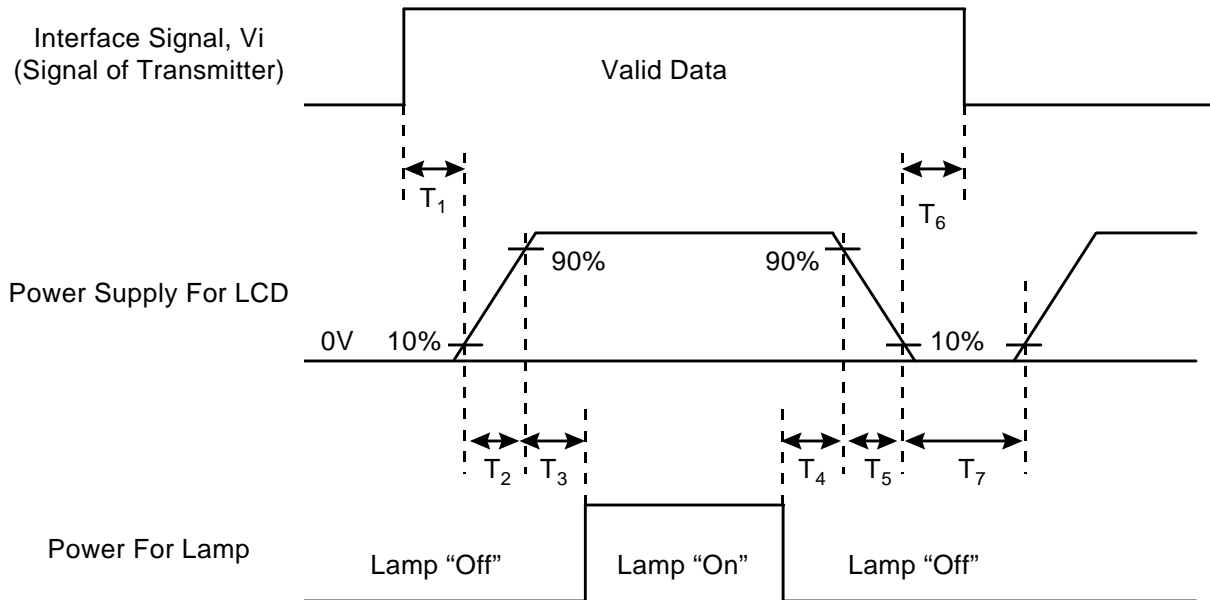 Interface Signal, Vi
(Signal of Transmitter)
Valid Data
T1
T6
90%
90%
Power Supply For LCD
0V
10%
10%
T2
T3
T4
T5
T7
Power For Lamp
Lamp “Off”
Lamp “On”
Lamp “Off”